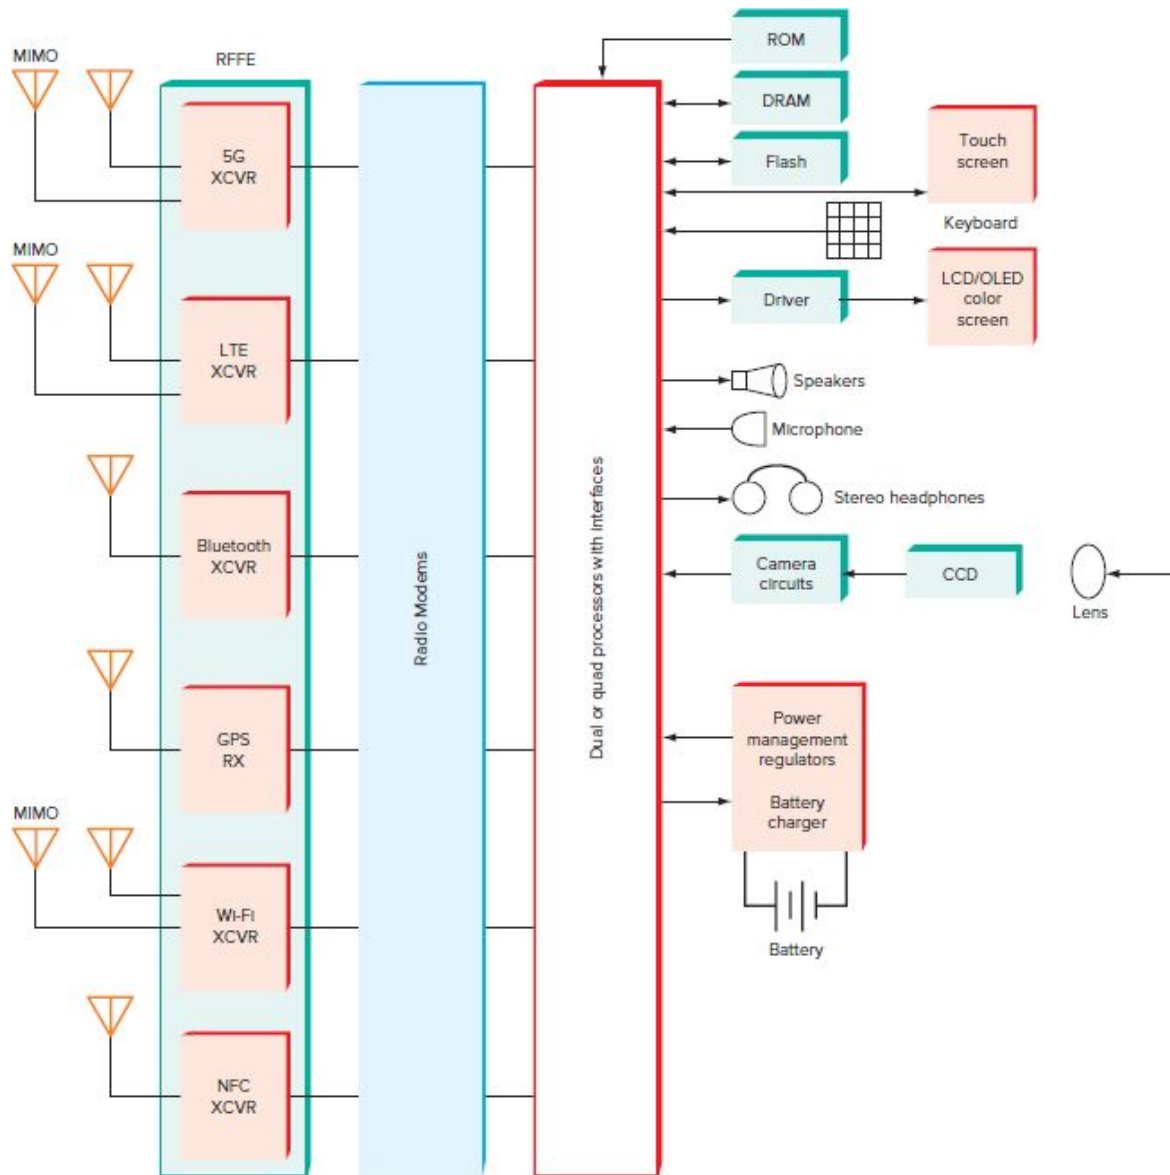 MIMO
RFFE
5G
XCVR
MIMO
LTE
XCVR
Bluetooth
XCVR
GPS
RX
MIMO
Wi-Fi
XCVR
NFC
XCVR
Radio Modems
Dual or quad processors with interfaces
ROM
DRAM
Flash
Touch
screen
Keyboard
Driver
LCD/OLED
color
screen
Speakers
Microphone
Stereo headphones
Camera
circuits
CCD
Lens
Power
management
regulators
Battery
charger
Battery